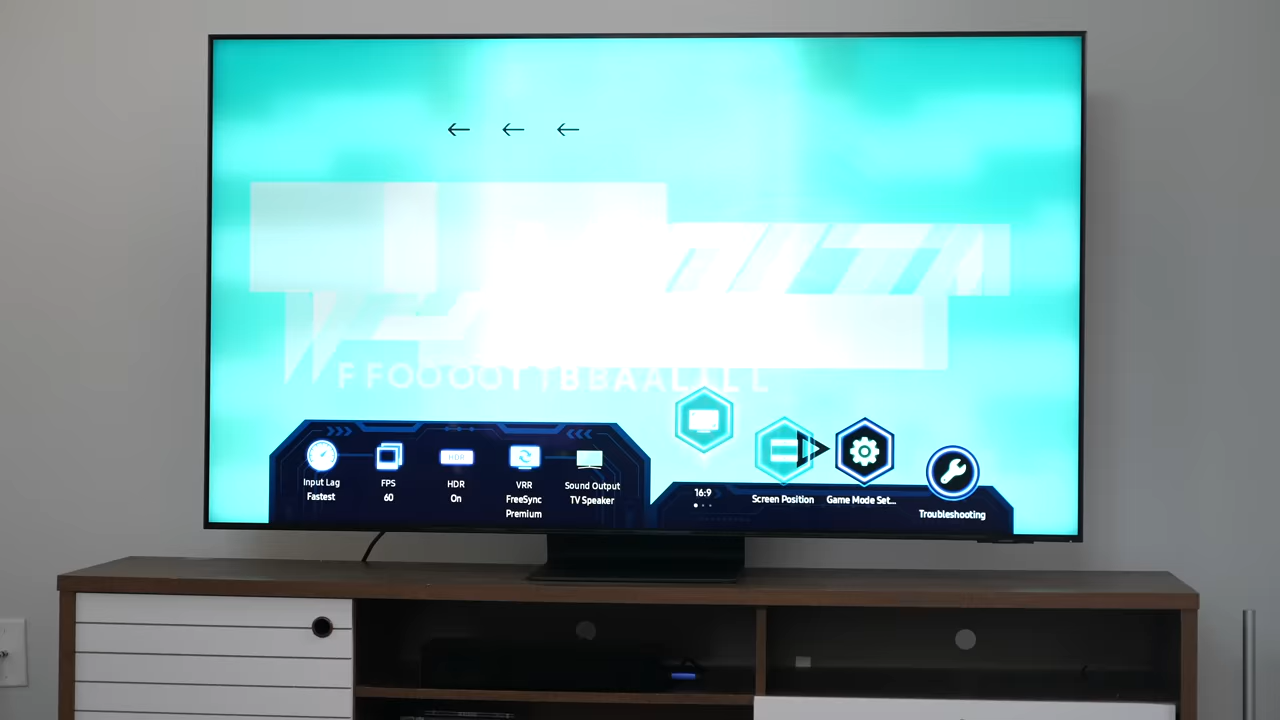 FFOOOOTTBBAALLLL
Input Lag
Fastest
FPS
60
HDR
HDR
On
VRR
FreeSync
Premium
Sound Output
TV Speaker
16:9
Screen Position
Game Mode Set...
Troubleshooting